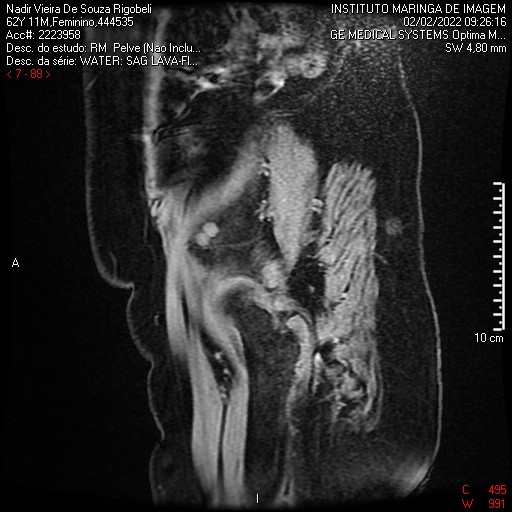 Nadir Vieira De Souza Rigobeli
62Y 11M,Feminino,444535
Acc#: 2223958
Desc. do estudo: RM  Pelve (Nao Inclu...
Desc. da série: WATER: SAG LAVA-Fl...
< 7 - 88 >
INSTITUTO MARINGA DE IMAGEM
02/02/2022 09:26:16
GE MEDICAL SYSTEMS Optima M...
SW 4,80 mm
A
10 cm
I
C 495
W 991